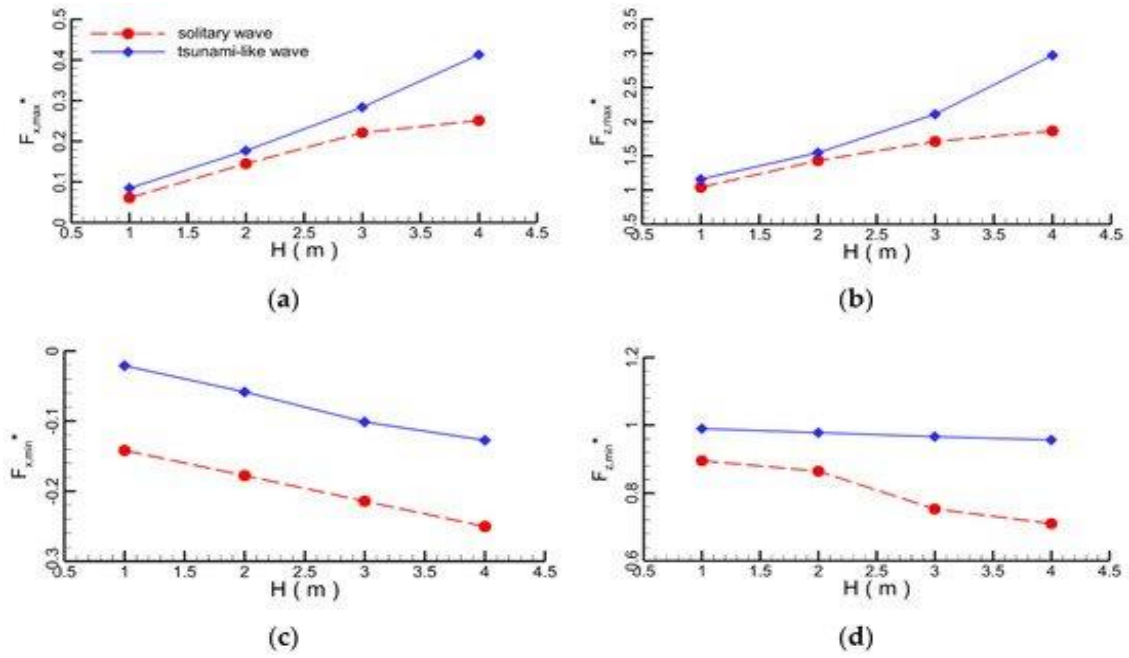 solitary wave
tsunami-like wave
F x,max *
0.5
0.4
0.3
0.2
0.1
0
0.5 1 1.5 2 2.5 3 3.5 4 4.5
H ( m )
(a)
F z,max *
3.5
3
2.5
2
1.5
1
0.5
0.5 1 1.5 2 2.5 3 3.5 4 4.5
H ( m )
(b)
F x,min *
0
-0.1
-0.2
-0.3
0.5 1 1.5 2 2.5 3 3.5 4 4.5
H ( m )
(c)
F z,min *
1.2
1
0.8
0.6
0.5 1 1.5 2 2.5 3 3.5 4 4.5
H ( m )
(d)